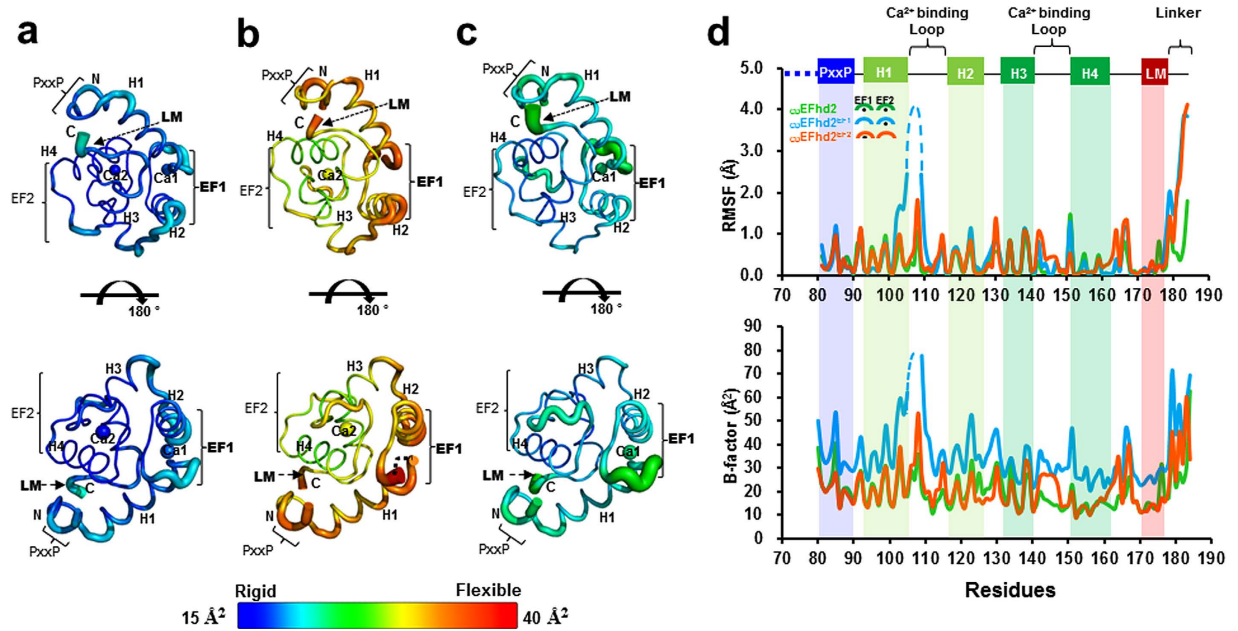 a
PxxP
N
H1
C
LM
H4
Ca2
Ca1
EF2
EF1
H3
H2
180 °
H3
H2
EF2
Ca2
Ca1
EF1
H4
LM
C
N
H1
PxxP
b
PxxP
N
H1
C
LM
H4
Ca2
EF2
EF1
H3
H2
180 °
H3
H2
EF2
Ca2
EF1
H4
LM
C
N
H1
PxxP
c
PxxP
N
H1
C
LM
H4
Ca1
EF2
EF1
H3
H2
180 °
H3
H2
EF2
Ca1
EF1
H4
LM
C
N
H1
PxxP
Rigid
Flexible
15 Å²
40 Å²
d
Ca²⁺ binding
Loop
Ca²⁺ binding
Loop
Linker
PxxP
H1
H2
H3
H4
LM
EF1 EF2
CΔEFhd2
RMSF (Å)
5.0
4.0
3.0
2.0
1.0
0.0
70 80 90 100 110 120 130 140 150 160 170 180 190
B-factor (Å²)
90
80
70
60
50
40
30
20
10
0
70 80 90 100 110 120 130 140 150 160 170 180 190
Residues